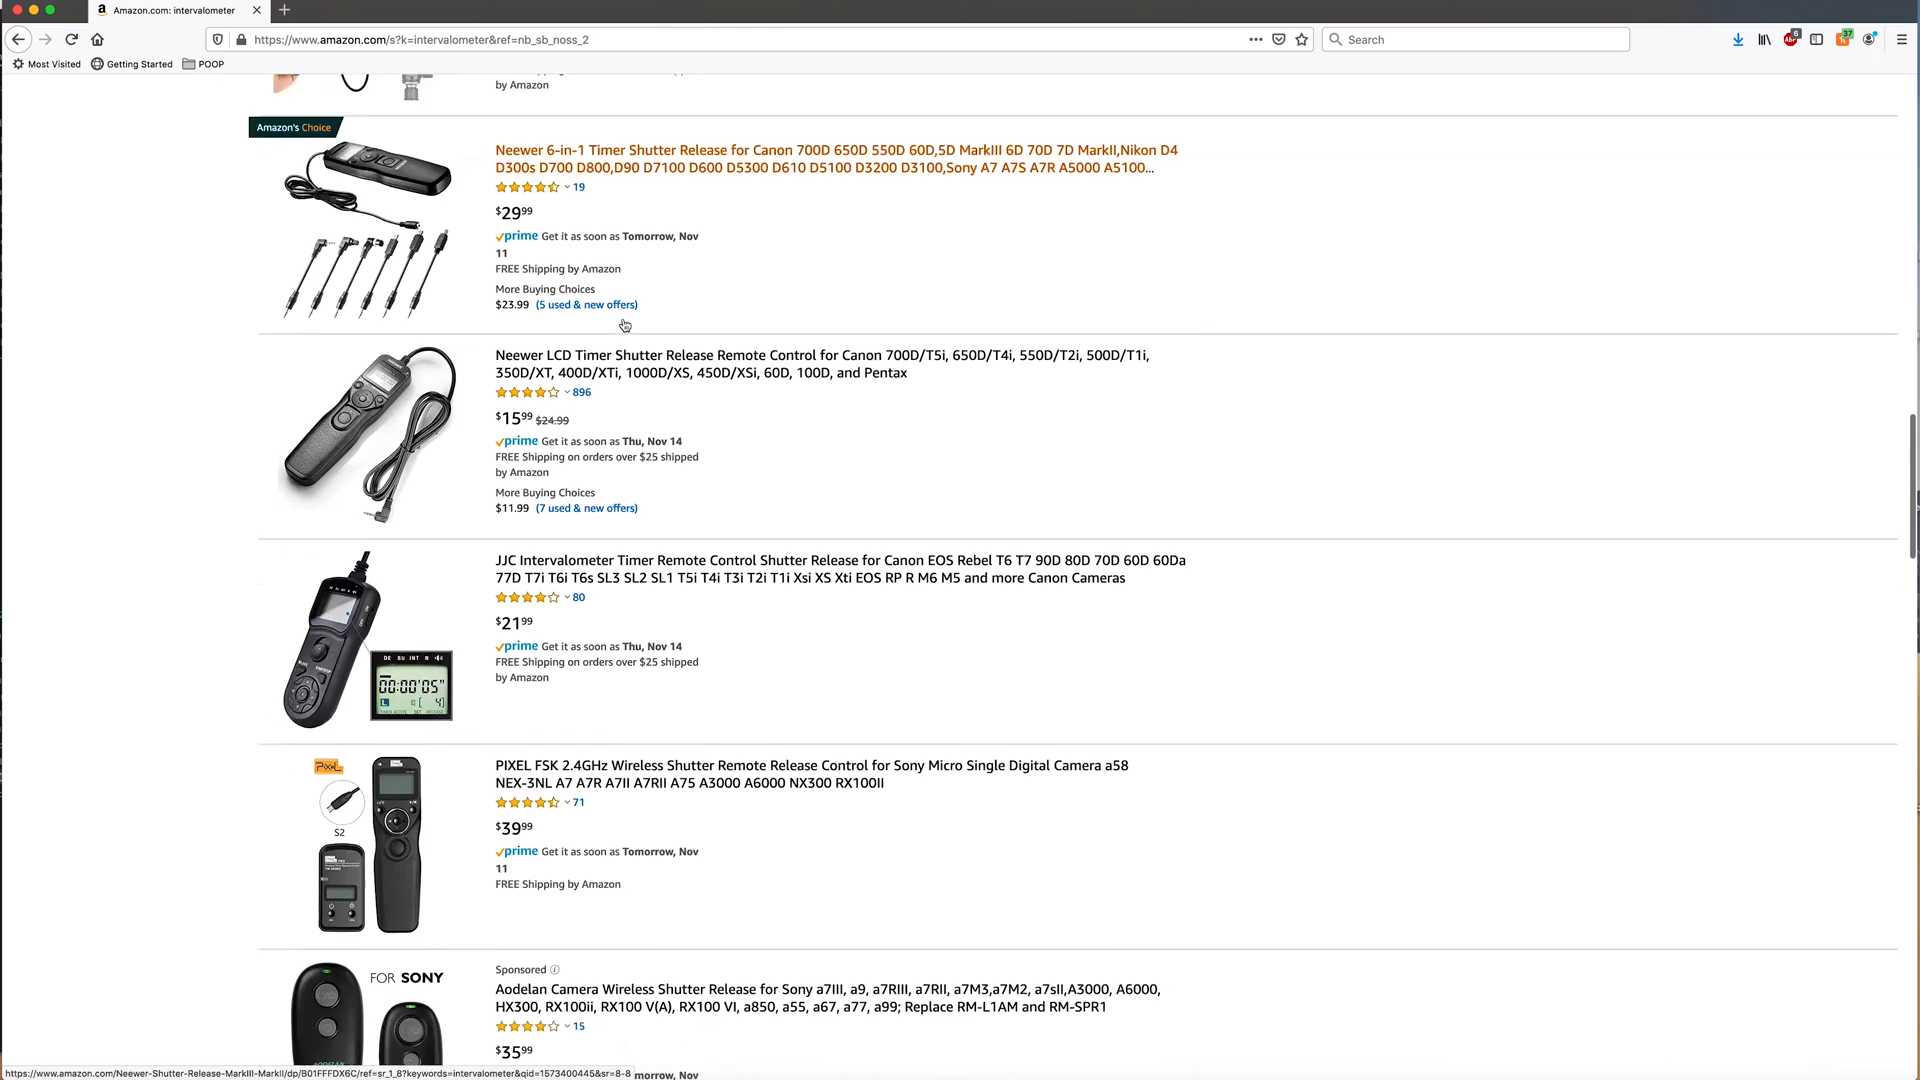 Amazon.com: intervalometer
https://www.amazon.com/s?k=intervalometer&ref=nb_sb_noss_2
Search
6
37
Most Visited
Getting Started
POOP
by Amazon
Amazon's Choice
Neewer 6-in-1 Timer Shutter Release for Canon 700D 650D 550D 60D,5D MarkIII 6D 70D 7D MarkII,Nikon D4
D300s D700 D800,D90 D7100 D600 D5300 D610 D5100 D3200 D3100,Sony A7 A7S A7R A5000 A5100...
19
$29 99
prime Get it as soon as Tomorrow, Nov
11
FREE Shipping by Amazon
More Buying Choices
$23.99 (5 used & new offers)
Neewer LCD Timer Shutter Release Remote Control for Canon 700D/T5i, 650D/T4i, 550D/T2i, 500D/T1i,
350D/XT, 400D/XTi, 1000D/XS, 450D/XSi, 60D, 100D, and Pentax
896
$15 99 $24.99
prime Get it as soon as Thu, Nov 14
FREE Shipping on orders over $25 shipped
by Amazon
More Buying Choices
$11.99 (7 used & new offers)
JJC Intervalometer Timer Remote Control Shutter Release for Canon EOS Rebel T6 T7 90D 80D 70D 60D 60Da
77D T7i T6i T6s SL3 SL2 SL1 T5i T4i T3i T2i T1i Xsi XS Xti EOS RP R M6 M5 and more Canon Cameras
80
$21 99
prime Get it as soon as Thu, Nov 14
FREE Shipping on orders over $25 shipped
by Amazon
DE BU INT R
00:00'05"
PIXEL
S2
PIXEL FSK 2.4GHz Wireless Shutter Remote Release Control for Sony Micro Single Digital Camera a58
NEX-3NL A7 A7R A7II A7RII A75 A3000 A6000 NX300 RX100II
71
$39 99
prime Get it as soon as Tomorrow, Nov
11
FREE Shipping by Amazon
FOR SONY
Sponsored
Aodelan Camera Wireless Shutter Release for Sony a7III, a9, a7RIII, a7RII, a7M3,a7M2, a7sII,A3000, A6000,
HX300, RX100ii, RX100 V(A), RX100 VI, a850, a55, a67, a77, a99; Replace RM-L1AM and RM-SPR1
15
$35 99
morrow, Nov
https://www.amazon.com/Neewer-Shutter-Release-MarkIII-MarkII/dp/B01FFFDX6C/ref=sr_1_8?keywords=intervalometer&qid=1573400445&sr=8-8